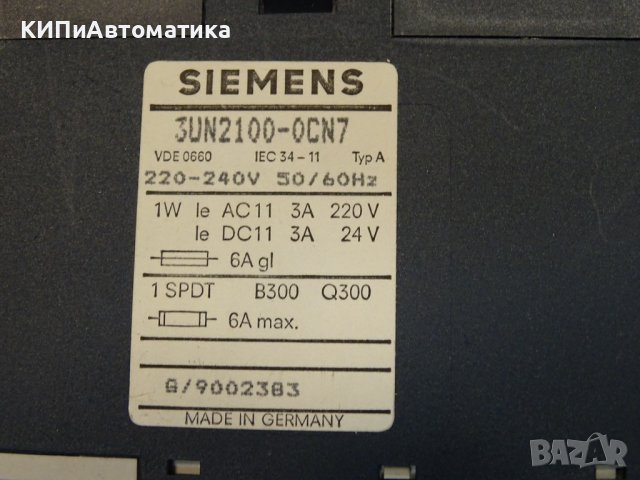 КИПиАвтоматика
SIEMENS
3UN2100-0CN7
VDE 0660 IEC 34-11 Typ A
220-240V 50/60Hz
1W Ie AC11 3A 220 V
Ie DC11 3A 24 V
6A gl
1 SPDT B300 Q300
6A max.
G/9002383
MADE IN GERMANY
BAZAR